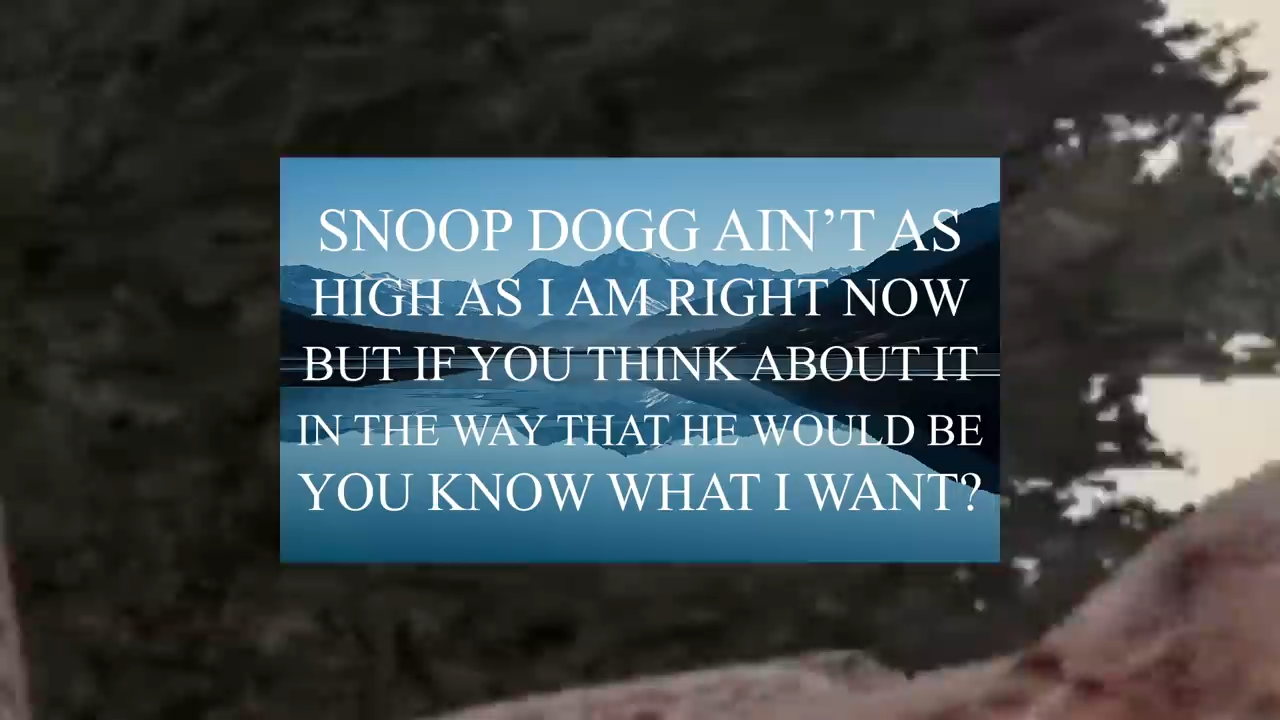 SNOOP DOGG AIN’T AS
HIGH AS I AM RIGHT NOW
BUT IF YOU THINK ABOUT IT
IN THE WAY THAT HE WOULD BE
YOU KNOW WHAT I WANT?